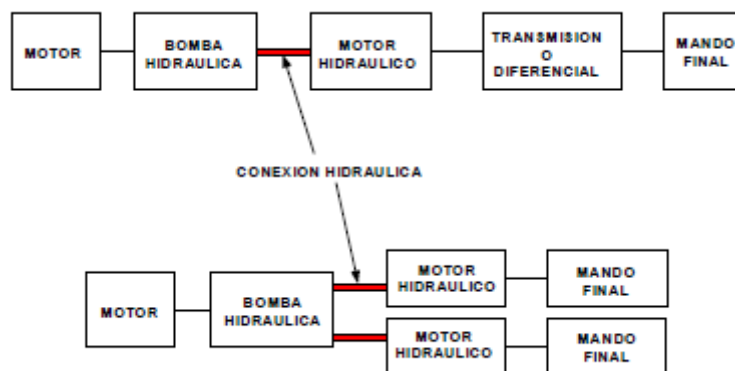 MOTOR
BOMBA
HIDRAULICA
MOTOR
HIDRAULICO
TRANSMISION
O
DIFERENCIAL
MANDO
FINAL
CONEXION HIDRAULICA
MOTOR
BOMBA
HIDRAULICA
MOTOR
HIDRAULICO
MANDO
FINAL
MOTOR
HIDRAULICO
MANDO
FINAL